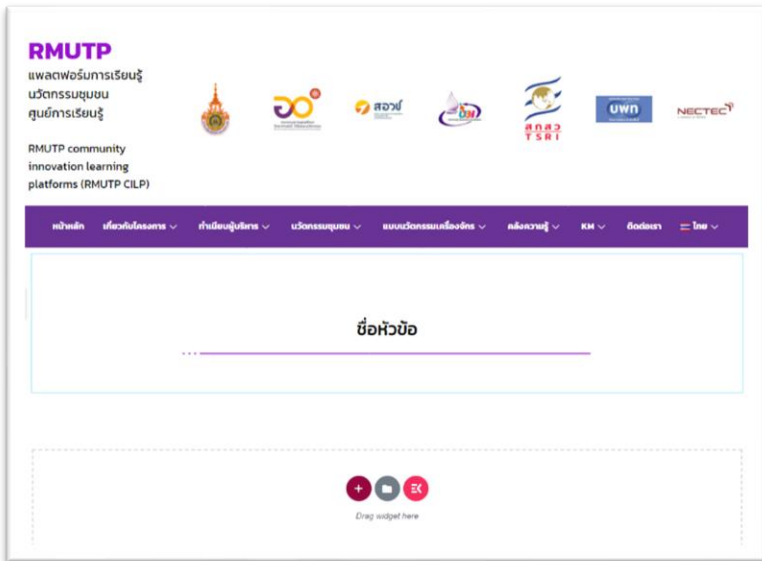 RMUTP
แพลตฟอร์มการเรียนรู้
นวัตกรรมชุมชน
ศูนย์การเรียนรู้
RMUTP community
innovation learning
platforms (RMUTP CILP)
สอวช์
สกสว
TSRI
บพท
NECTEC
หน้าหลัก เกี่ยวกับโครงการ ทำเนียบผู้บริหาร นวัตกรรมชุมชน แบบนวัตกรรมเครื่องจักร คลังความรู้ KM ติดต่อเรา ไทย
ชื่อหัวข้อ
Drag widget here